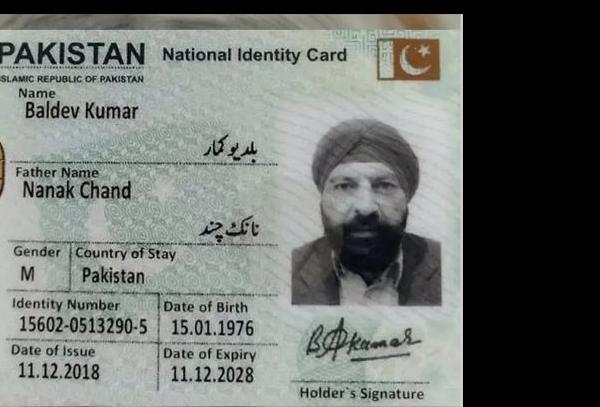 PAKISTAN National Identity Card
ISLAMIC REPUBLIC OF PAKISTAN
Name
Baldev Kumar
بلدیو کمار
Father Name
Nanak Chand
نانک چند
Gender Country of Stay
M Pakistan
Identity Number Date of Birth
15602-0513290-5 15.01.1976
Date of Issue Date of Expiry
11.12.2018 11.12.2028
B kumar
Holder`s Signature